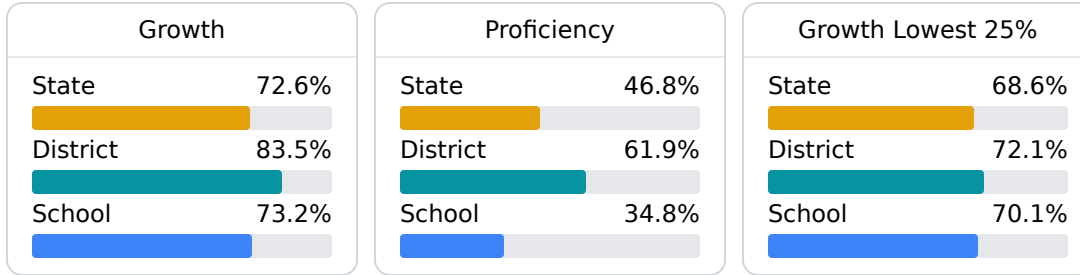 Growth
State 72.6%
District 83.5%
School 73.2%
Proficiency
State 46.8%
District 61.9%
School 34.8%
Growth Lowest 25%
State 68.6%
District 72.1%
School 70.1%